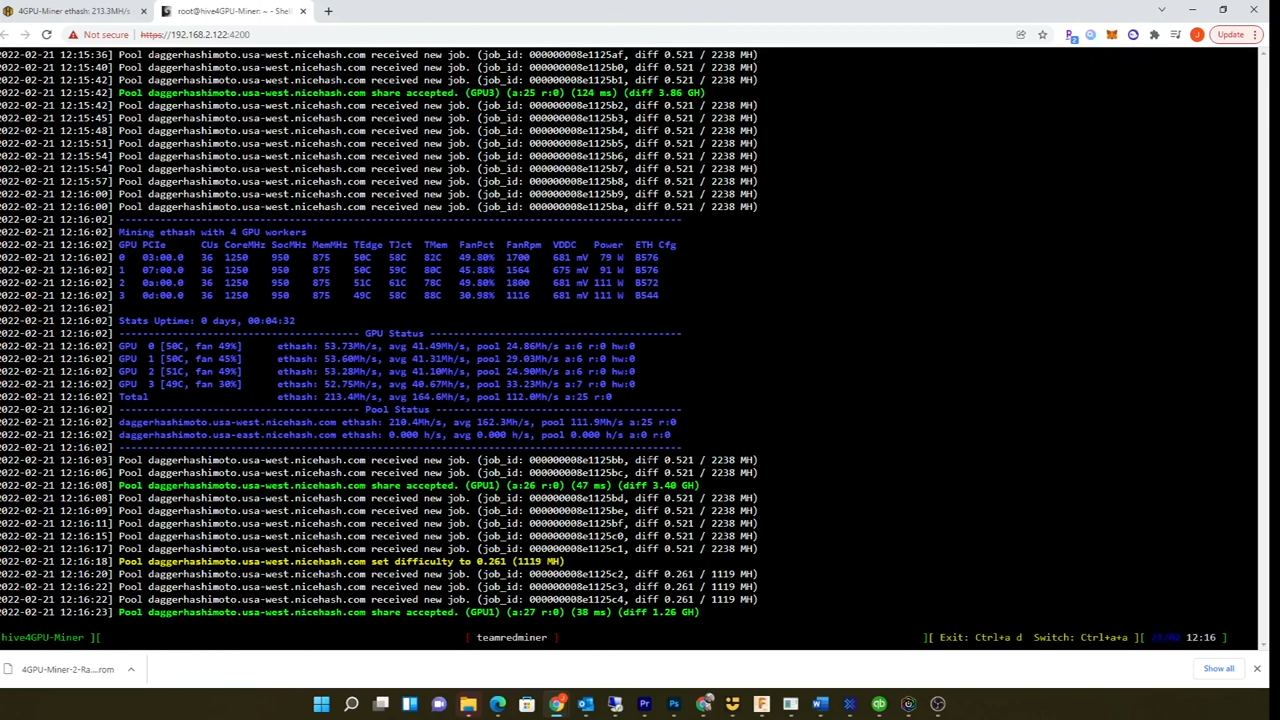 4GPU-Miner ethash: 213.3MH/s
root@hive4GPU-Miner: ~ - Shell
Not secure | https://192.168.2.122:4200
Update
2022-02-21 12:15:36] Pool daggerhashimoto.usa-west.nicehash.com received new job. (job_id: 000000008e1125af, diff 0.521 / 2238 MH)
2022-02-21 12:15:40] Pool daggerhashimoto.usa-west.nicehash.com received new job. (job_id: 000000008e1125b0, diff 0.521 / 2238 MH)
2022-02-21 12:15:42] Pool daggerhashimoto.usa-west.nicehash.com received new job. (job_id: 000000008e1125b1, diff 0.521 / 2238 MH)
2022-02-21 12:15:42] Pool daggerhashimoto.usa-west.nicehash.com share accepted. (GPU3) (a:25 r:0) (124 ms) (diff 3.86 GH)
2022-02-21 12:15:42] Pool daggerhashimoto.usa-west.nicehash.com received new job. (job_id: 000000008e1125b2, diff 0.521 / 2238 MH)
2022-02-21 12:15:45] Pool daggerhashimoto.usa-west.nicehash.com received new job. (job_id: 000000008e1125b3, diff 0.521 / 2238 MH)
2022-02-21 12:15:48] Pool daggerhashimoto.usa-west.nicehash.com received new job. (job_id: 000000008e1125b4, diff 0.521 / 2238 MH)
2022-02-21 12:15:51] Pool daggerhashimoto.usa-west.nicehash.com received new job. (job_id: 000000008e1125b5, diff 0.521 / 2238 MH)
2022-02-21 12:15:54] Pool daggerhashimoto.usa-west.nicehash.com received new job. (job_id: 000000008e1125b6, diff 0.521 / 2238 MH)
2022-02-21 12:15:54] Pool daggerhashimoto.usa-west.nicehash.com received new job. (job_id: 000000008e1125b7, diff 0.521 / 2238 MH)
2022-02-21 12:15:57] Pool daggerhashimoto.usa-west.nicehash.com received new job. (job_id: 000000008e1125b8, diff 0.521 / 2238 MH)
2022-02-21 12:16:00] Pool daggerhashimoto.usa-west.nicehash.com received new job. (job_id: 000000008e1125b9, diff 0.521 / 2238 MH)
2022-02-21 12:16:00] Pool daggerhashimoto.usa-west.nicehash.com received new job. (job_id: 000000008e1125ba, diff 0.521 / 2238 MH)
2022-02-21 12:16:02]
2022-02-21 12:16:02] Mining ethash with 4 GPU workers
2022-02-21 12:16:02] GPU PCIe CUs CoreMHz SocMHz MemMHz TEdge TJct TMem FanPct FanRpm VDDC Power ETH Cfg
2022-02-21 12:16:02] 0 03:00.0 36 1250 950 875 50C 58C 82C 49.80% 1700 681 mV 79 W B576
2022-02-21 12:16:02] 1 07:00.0 36 1250 950 875 50C 59C 80C 45.88% 1564 675 mV 91 W B576
2022-02-21 12:16:02] 2 0a:00.0 36 1250 950 875 51C 61C 78C 49.80% 1800 681 mV 111 W B572
2022-02-21 12:16:02] 3 0d:00.0 36 1250 950 875 49C 58C 88C 30.98% 1116 681 mV 111 W B544
2022-02-21 12:16:02]
2022-02-21 12:16:02] Stats Uptime: 0 days, 00:04:32
2022-02-21 12:16:02] GPU Status
2022-02-21 12:16:02] GPU 0 [50C, fan 49%] ethash: 53.73Mh/s, avg 41.49Mh/s, pool 24.86Mh/s a:6 r:0 hw:0
2022-02-21 12:16:02] GPU 1 [50C, fan 45%] ethash: 53.60Mh/s, avg 41.31Mh/s, pool 29.03Mh/s a:6 r:0 hw:0
2022-02-21 12:16:02] GPU 2 [51C, fan 49%] ethash: 53.28Mh/s, avg 41.10Mh/s, pool 24.90Mh/s a:6 r:0 hw:0
2022-02-21 12:16:02] GPU 3 [49C, fan 30%] ethash: 52.75Mh/s, avg 40.67Mh/s, pool 33.23Mh/s a:7 r:0 hw:0
2022-02-21 12:16:02] Total ethash: 213.4Mh/s, avg 164.6Mh/s, pool 112.0Mh/s a:25 r:0
2022-02-21 12:16:02] Pool Status
2022-02-21 12:16:02] daggerhashimoto.usa-west.nicehash.com ethash: 210.4Mh/s, avg 162.3Mh/s, pool 111.9Mh/s a:25 r:0
2022-02-21 12:16:02] daggerhashimoto.usa-east.nicehash.com ethash: 0.000 h/s, avg 0.000 h/s, pool 0.000 h/s a:0 r:0
2022-02-21 12:16:02]
2022-02-21 12:16:03] Pool daggerhashimoto.usa-west.nicehash.com received new job. (job_id: 000000008e1125bb, diff 0.521 / 2238 MH)
2022-02-21 12:16:06] Pool daggerhashimoto.usa-west.nicehash.com received new job. (job_id: 000000008e1125bc, diff 0.521 / 2238 MH)
2022-02-21 12:16:08] Pool daggerhashimoto.usa-west.nicehash.com share accepted. (GPU1) (a:26 r:0) (47 ms) (diff 3.40 GH)
2022-02-21 12:16:08] Pool daggerhashimoto.usa-west.nicehash.com received new job. (job_id: 000000008e1125bd, diff 0.521 / 2238 MH)
2022-02-21 12:16:09] Pool daggerhashimoto.usa-west.nicehash.com received new job. (job_id: 000000008e1125be, diff 0.521 / 2238 MH)
2022-02-21 12:16:11] Pool daggerhashimoto.usa-west.nicehash.com received new job. (job_id: 000000008e1125bf, diff 0.521 / 2238 MH)
2022-02-21 12:16:15] Pool daggerhashimoto.usa-west.nicehash.com received new job. (job_id: 000000008e1125c0, diff 0.521 / 2238 MH)
2022-02-21 12:16:17] Pool daggerhashimoto.usa-west.nicehash.com received new job. (job_id: 000000008e1125c1, diff 0.521 / 2238 MH)
2022-02-21 12:16:18] Pool daggerhashimoto.usa-west.nicehash.com set difficulty to 0.261 (1119 MH)
2022-02-21 12:16:20] Pool daggerhashimoto.usa-west.nicehash.com received new job. (job_id: 000000008e1125c2, diff 0.261 / 1119 MH)
2022-02-21 12:16:22] Pool daggerhashimoto.usa-west.nicehash.com received new job. (job_id: 000000008e1125c3, diff 0.261 / 1119 MH)
2022-02-21 12:16:22] Pool daggerhashimoto.usa-west.nicehash.com received new job. (job_id: 000000008e1125c4, diff 0.261 / 1119 MH)
2022-02-21 12:16:23] Pool daggerhashimoto.usa-west.nicehash.com share accepted. (GPU1) (a:27 r:0) (38 ms) (diff 1.26 GH)
hive4GPU-Miner ][ [ teamredminer ] ][ Exit: Ctrl+a d Switch: Ctrl+a+a ][ 21/02 12:16 ]
4GPU-Miner-2-Ra....rom
Show all